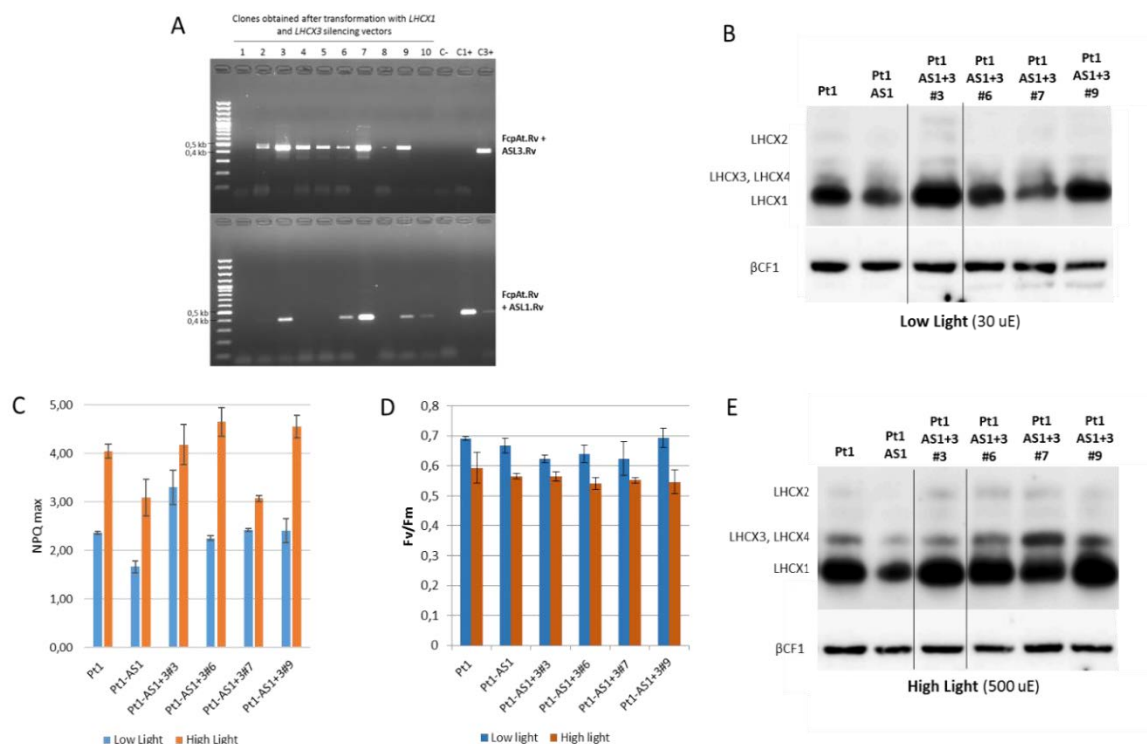 A
Clones obtained after transformation with LHCX1
and LHCX3 silencing vectors
1 2 3 4 5 6 7 8 9 10 C- C1+ C3+
0,5 kb
0,4 kb
FcpAt.Rv +
ASL3.Rv
0,5 kb
0,4 kb
FcpAt.Rv
+ ASL1.Rv
B
Pt1
Pt1
AS1
Pt1
AS1+3
#3
Pt1
AS1+3
#6
Pt1
AS1+3
#7
Pt1
AS1+3
#9
LHCX2
LHCX3, LHCX4
LHCX1
βCF1
Low Light (30 uE)
C
NPQ max
5,00
4,00
3,00
2,00
1,00
0,00
Pt1
Pt1-AS1
Pt1-AS1+3#3
Pt1-AS1+3#6
Pt1-AS1+3#7
Pt1-AS1+3#9
Low Light High Light
D
Fv/Fm
0,8
0,7
0,6
0,5
0,4
0,3
0,2
0,1
0
Pt1
Pt1-AS1
Pt1-AS1+3#3
Pt1-AS1+3#6
Pt1-AS1+3#7
Pt1-AS1+3#9
Low light High light
E
Pt1
Pt1
AS1
Pt1
AS1+3
#3
Pt1
AS1+3
#6
Pt1
AS1+3
#7
Pt1
AS1+3
#9
LHCX2
LHCX3, LHCX4
LHCX1
βCF1
High Light (500 uE)